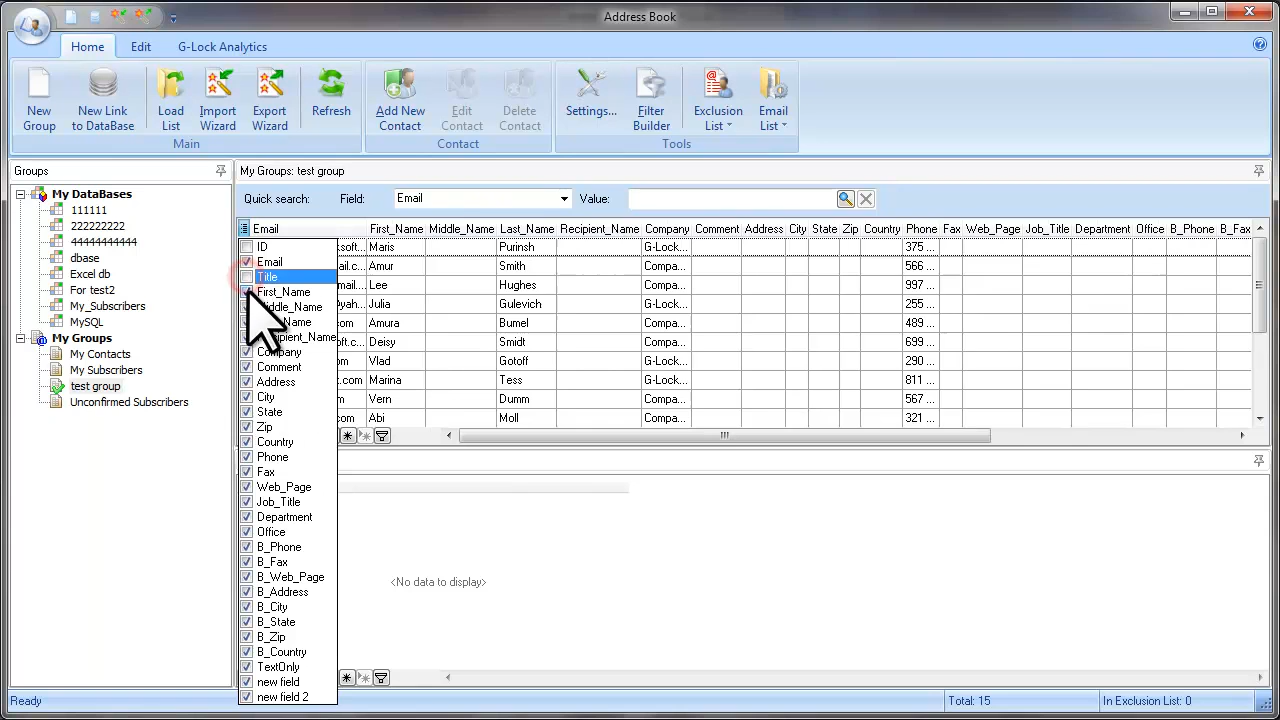 Address Book
Home Edit G-Lock Analytics
New Group
New Link to DataBase
Load List
Import Wizard
Export Wizard
Refresh
Add New Contact
Edit Contact
Delete Contact
Settings...
Filter Builder
Exclusion List
Email List
Main Contact Tools
Groups
My DataBases
111111
222222222
44444444444
dbase
Excel db
For test2
My_Subscribers
MySQL
My Groups
My Contacts
My Subscribers
test group
Unconfirmed Subscribers
My Groups: test group
Quick search: Field: Email Value:
Email First_Name Middle_Name Last_Name Recipient_Name Company Comment Address City State Zip Country Phone Fax Web_Page Job_Title Department Office B_Phone B_Fax
Maris Purinsh G-Lock... 375 ...
Amur Smith Compa... 566 ...
Lee Hughes Compa... 997 ...
Julia Gulevich G-Lock... 255 ...
Amura Bumel Compa... 489 ...
Deisy Smidt Compa... 699 ...
Vlad Gotoff Compa... 290 ...
Marina Tess G-Lock... 811 ...
Vern Dumm Compa... 567 ...
Abi Moll Compa... 321 ...
ID
Email
Title
First_Name
Company
Comment
Address
City
State
Zip
Country
Phone
Fax
Web_Page
Job_Title
Department
Office
B_Phone
B_Fax
B_Web_Page
B_Address
B_City
B_State
B_Zip
B_Country
TextOnly
new field
new field 2
<No data to display>
Ready Total: 15 In Exclusion List: 0